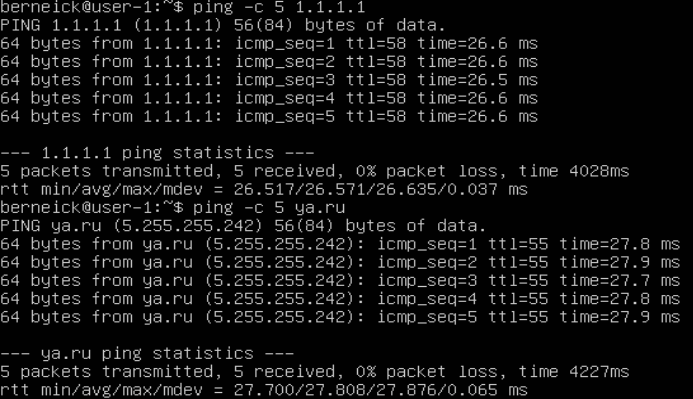 berneick@user-1:~$ ping -c 5 1.1.1.1
PING 1.1.1.1 (1.1.1.1) 56(84) bytes of data.
64 bytes from 1.1.1.1: icmp_seq=1 ttl=58 time=26.6 ms
64 bytes from 1.1.1.1: icmp_seq=2 ttl=58 time=26.6 ms
64 bytes from 1.1.1.1: icmp_seq=3 ttl=58 time=26.5 ms
64 bytes from 1.1.1.1: icmp_seq=4 ttl=58 time=26.6 ms
64 bytes from 1.1.1.1: icmp_seq=5 ttl=58 time=26.6 ms
--- 1.1.1.1 ping statistics ---
5 packets transmitted, 5 received, 0% packet loss, time 4028ms
rtt min/avg/max/mdev = 26.517/26.571/26.635/0.037 ms
berneick@user-1:~$ ping -c 5 ya.ru
PING ya.ru (5.255.255.242) 56(84) bytes of data.
64 bytes from ya.ru (5.255.255.242): icmp_seq=1 ttl=55 time=27.8 ms
64 bytes from ya.ru (5.255.255.242): icmp_seq=2 ttl=55 time=27.9 ms
64 bytes from ya.ru (5.255.255.242): icmp_seq=3 ttl=55 time=27.7 ms
64 bytes from ya.ru (5.255.255.242): icmp_seq=4 ttl=55 time=27.8 ms
64 bytes from ya.ru (5.255.255.242): icmp_seq=5 ttl=55 time=27.9 ms
--- ya.ru ping statistics ---
5 packets transmitted, 5 received, 0% packet loss, time 4227ms
rtt min/avg/max/mdev = 27.700/27.808/27.876/0.065 ms